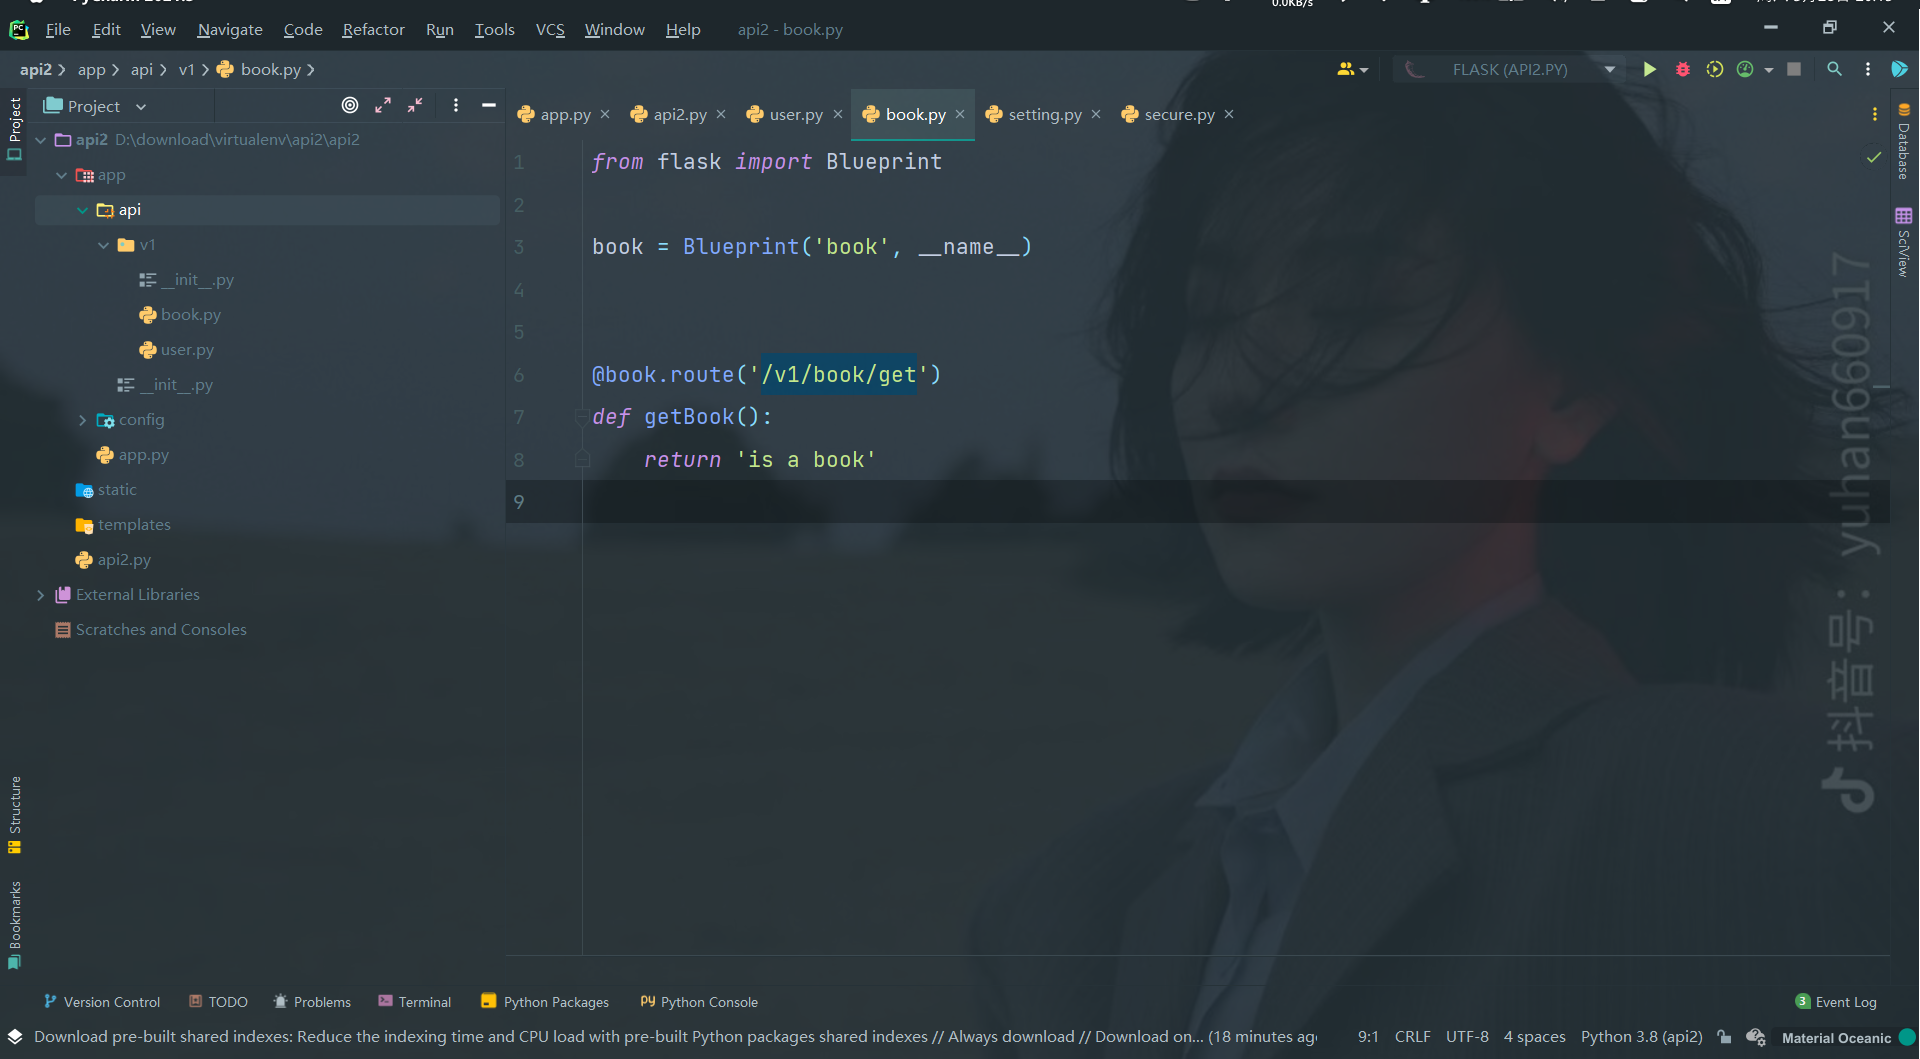 0.0KB/s
File Edit View Navigate Code Refactor Run Tools VCS Window Help api2 - book.py
api2 app api v1 book.py
FLASK (API2.PY)
Project
app.py api2.py user.py book.py setting.py secure.py
Project
Structure
Bookmarks
api2 D:\download\virtualenv\api2\api2
app
api
v1
__init__.py
book.py
user.py
__init__.py
config
app.py
static
templates
api2.py
External Libraries
Scratches and Consoles
1 from flask import Blueprint
2
3 book = Blueprint('book', __name__)
4
5
6 @book.route('/v1/book/get')
7 def getBook():
8 return 'is a book'
9
Database
SciView
抖音号：yuhan660917
Version Control TODO Problems Terminal Python Packages Python Console
3 Event Log
Download pre-built shared indexes: Reduce the indexing time and CPU load with pre-built Python packages shared indexes // Always download // Download on... (18 minutes ag
9:1 CRLF UTF-8 4 spaces Python 3.8 (api2) Material Oceanic